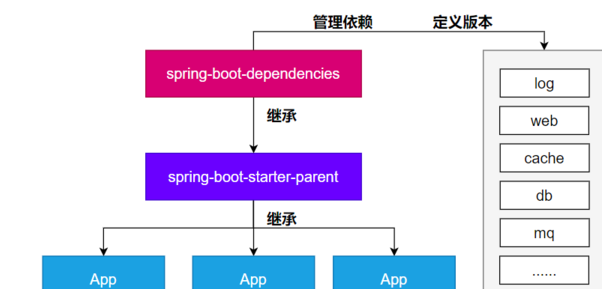 管理依赖 定义版本
spring-boot-dependencies
log
继承
web
cache
spring-boot-starter-parent
db
继承
mq
......
App
App
App